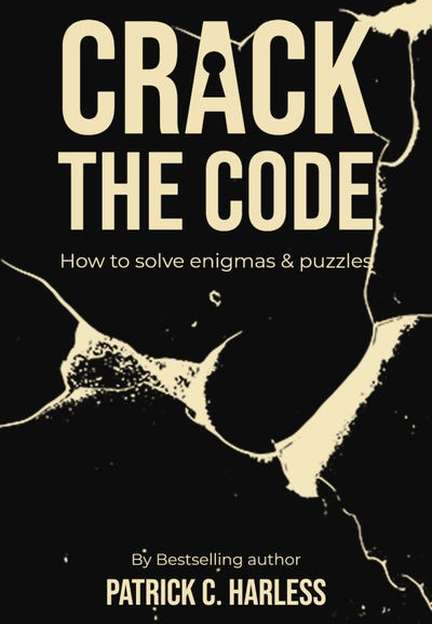 CRACK
THE CODE
How to solve enigmas & puzzles
By Bestselling author
PATRICK C. HARLESS